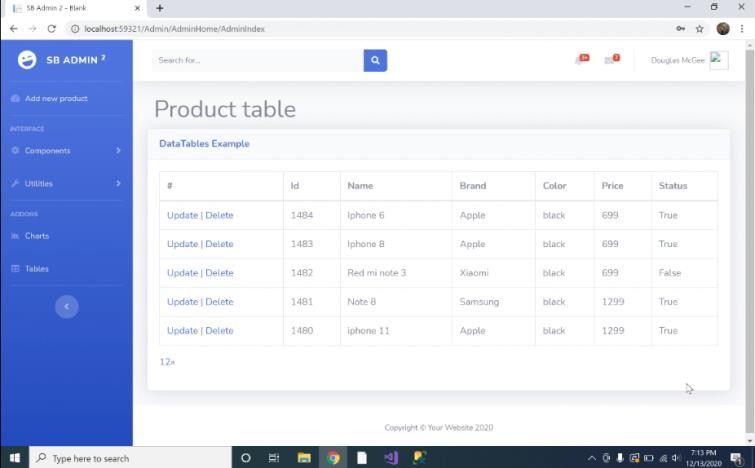 SB Admin 2 - Blank
localhost:59321/Admin/AdminHome/AdminIndex
SB ADMIN 2
Search for...
Douglas McGee
Add new product
INTERFACE
Components
Utilities
ADDONS
Charts
Tables
Product table
DataTables Example
# Id Name Brand Color Price Status
Update | Delete 1484 Iphone 6 Apple black 699 True
Update | Delete 1483 Iphone 8 Apple black 699 True
Update | Delete 1482 Red mi note 3 Xiaomi black 699 False
Update | Delete 1481 Note 8 Samsung black 1299 True
Update | Delete 1480 iphone 11 Apple black 1299 True
12»
Copyright © Your Website 2020
Type here to search
7:13 PM
12/13/2020